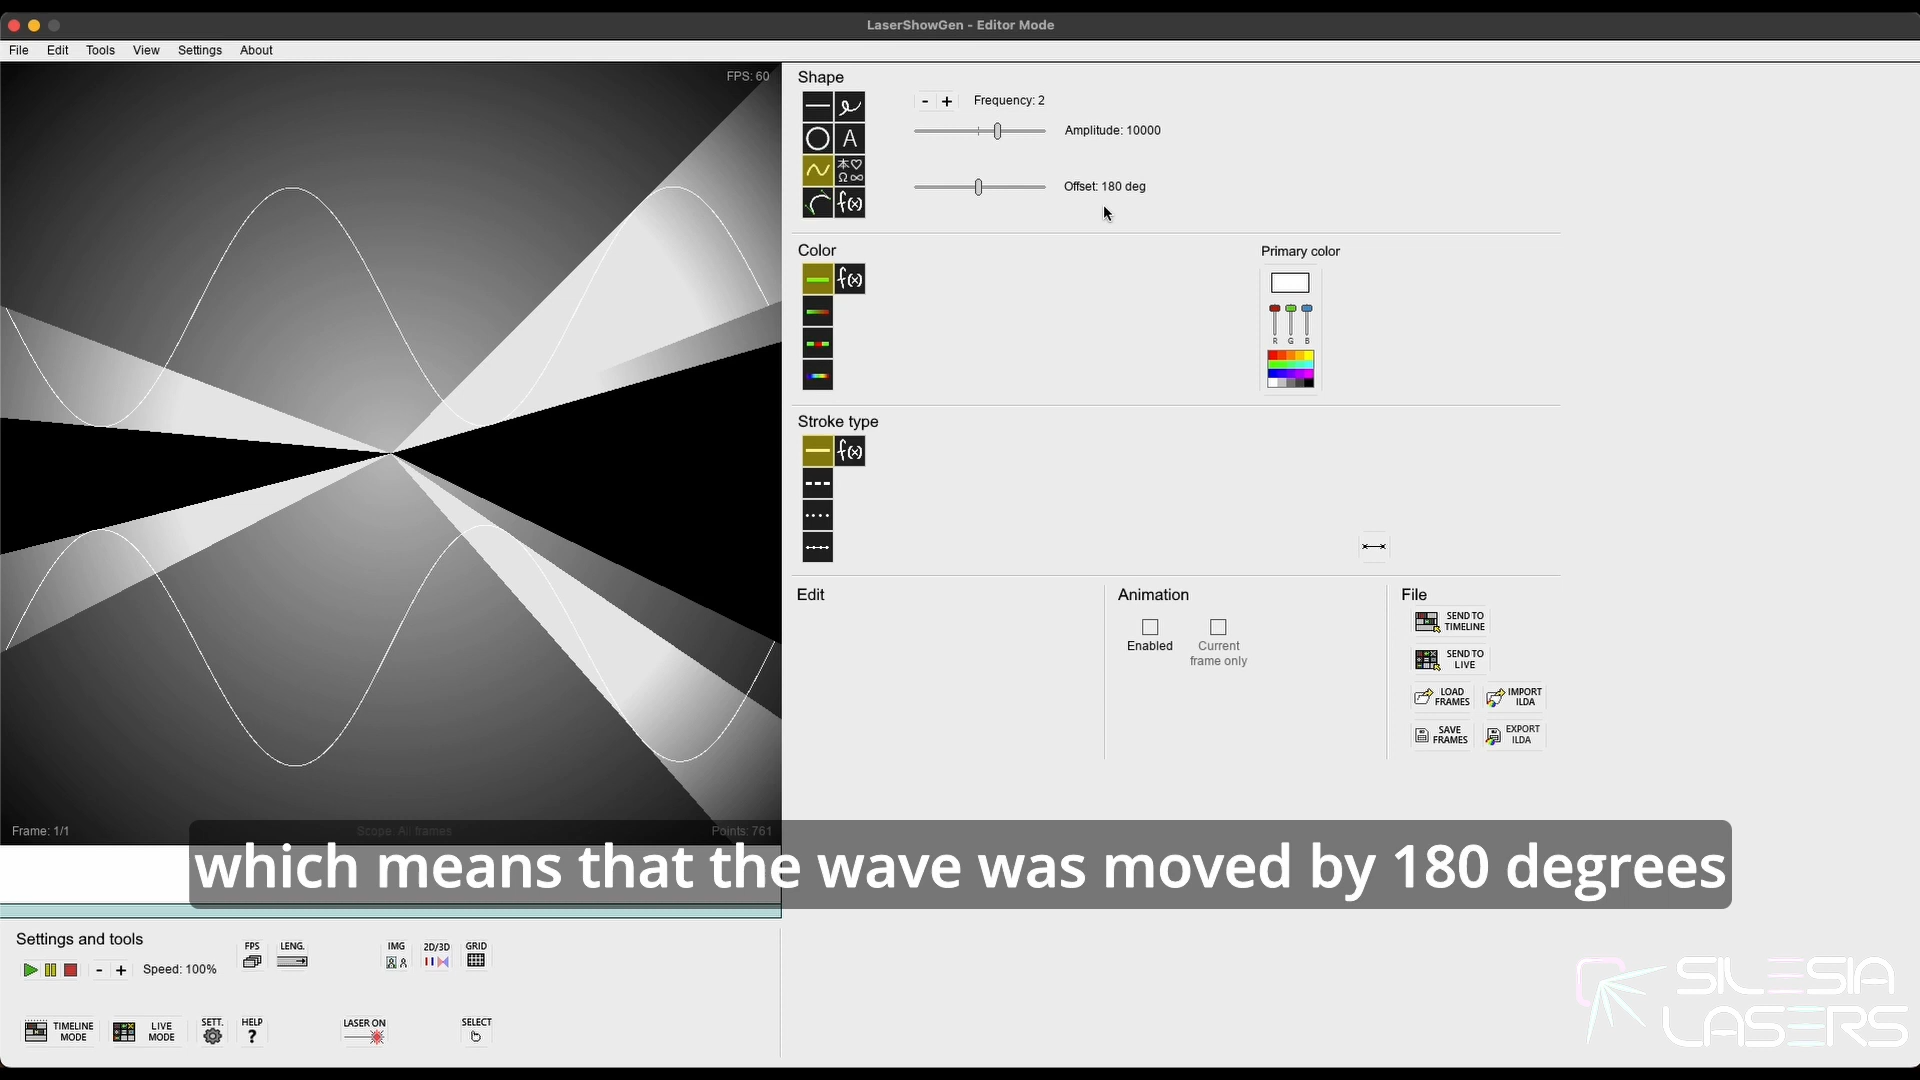 LaserShowGen - Editor Mode
File Edit Tools View Settings About
FPS: 60
Shape
- + Frequency: 2
Amplitude: 10000
A
本♡
Ω∞
f(x)
Offset: 180 deg
Color
f(x)
Primary color
R G B
Stroke type
f(x)
Edit
Animation
Enabled
Current
frame only
File
SEND TO
TIMELINE
SEND TO
LIVE
LOAD
FRAMES
IMPORT
ILDA
SAVE
FRAMES
EXPORT
ILDA
Frame: 1/1
Scope: All frames
Points: 761
which means that the wave was moved by 180 degrees
Settings and tools
- + Speed: 100%
FPS
LENG.
IMG
2D/3D
GRID
TIMELINE
MODE
LIVE
MODE
SETT.
HELP
?
LASER ON
SELECT
SILESIA
LASERS